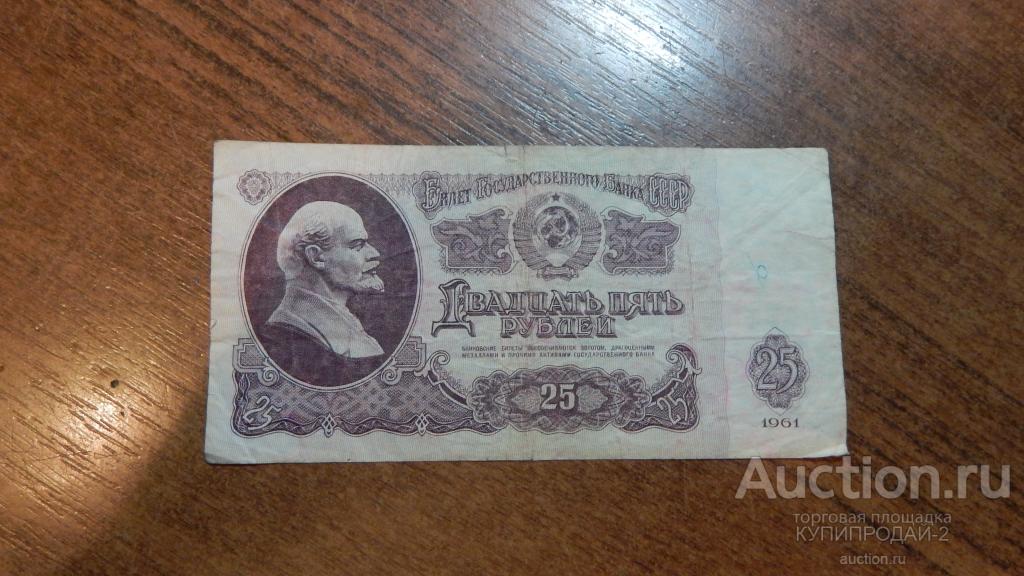 Билет Государственного Банка СССР
Двадцать пять
рублей
БАНКОВСКИЕ БИЛЕТЫ ОБЕСПЕЧИВАЮТСЯ ЗОЛОТОМ, ДРАГОЦЕННЫМИ
МЕТАЛЛАМИ И ПРОЧИМИ АКТИВАМИ ГОСУДАРСТВЕННОГО БАНКА
25
25
25
25
1961
Auction.ru
торговая площадка
КУПИПРОДАЙ-2
auction.ru